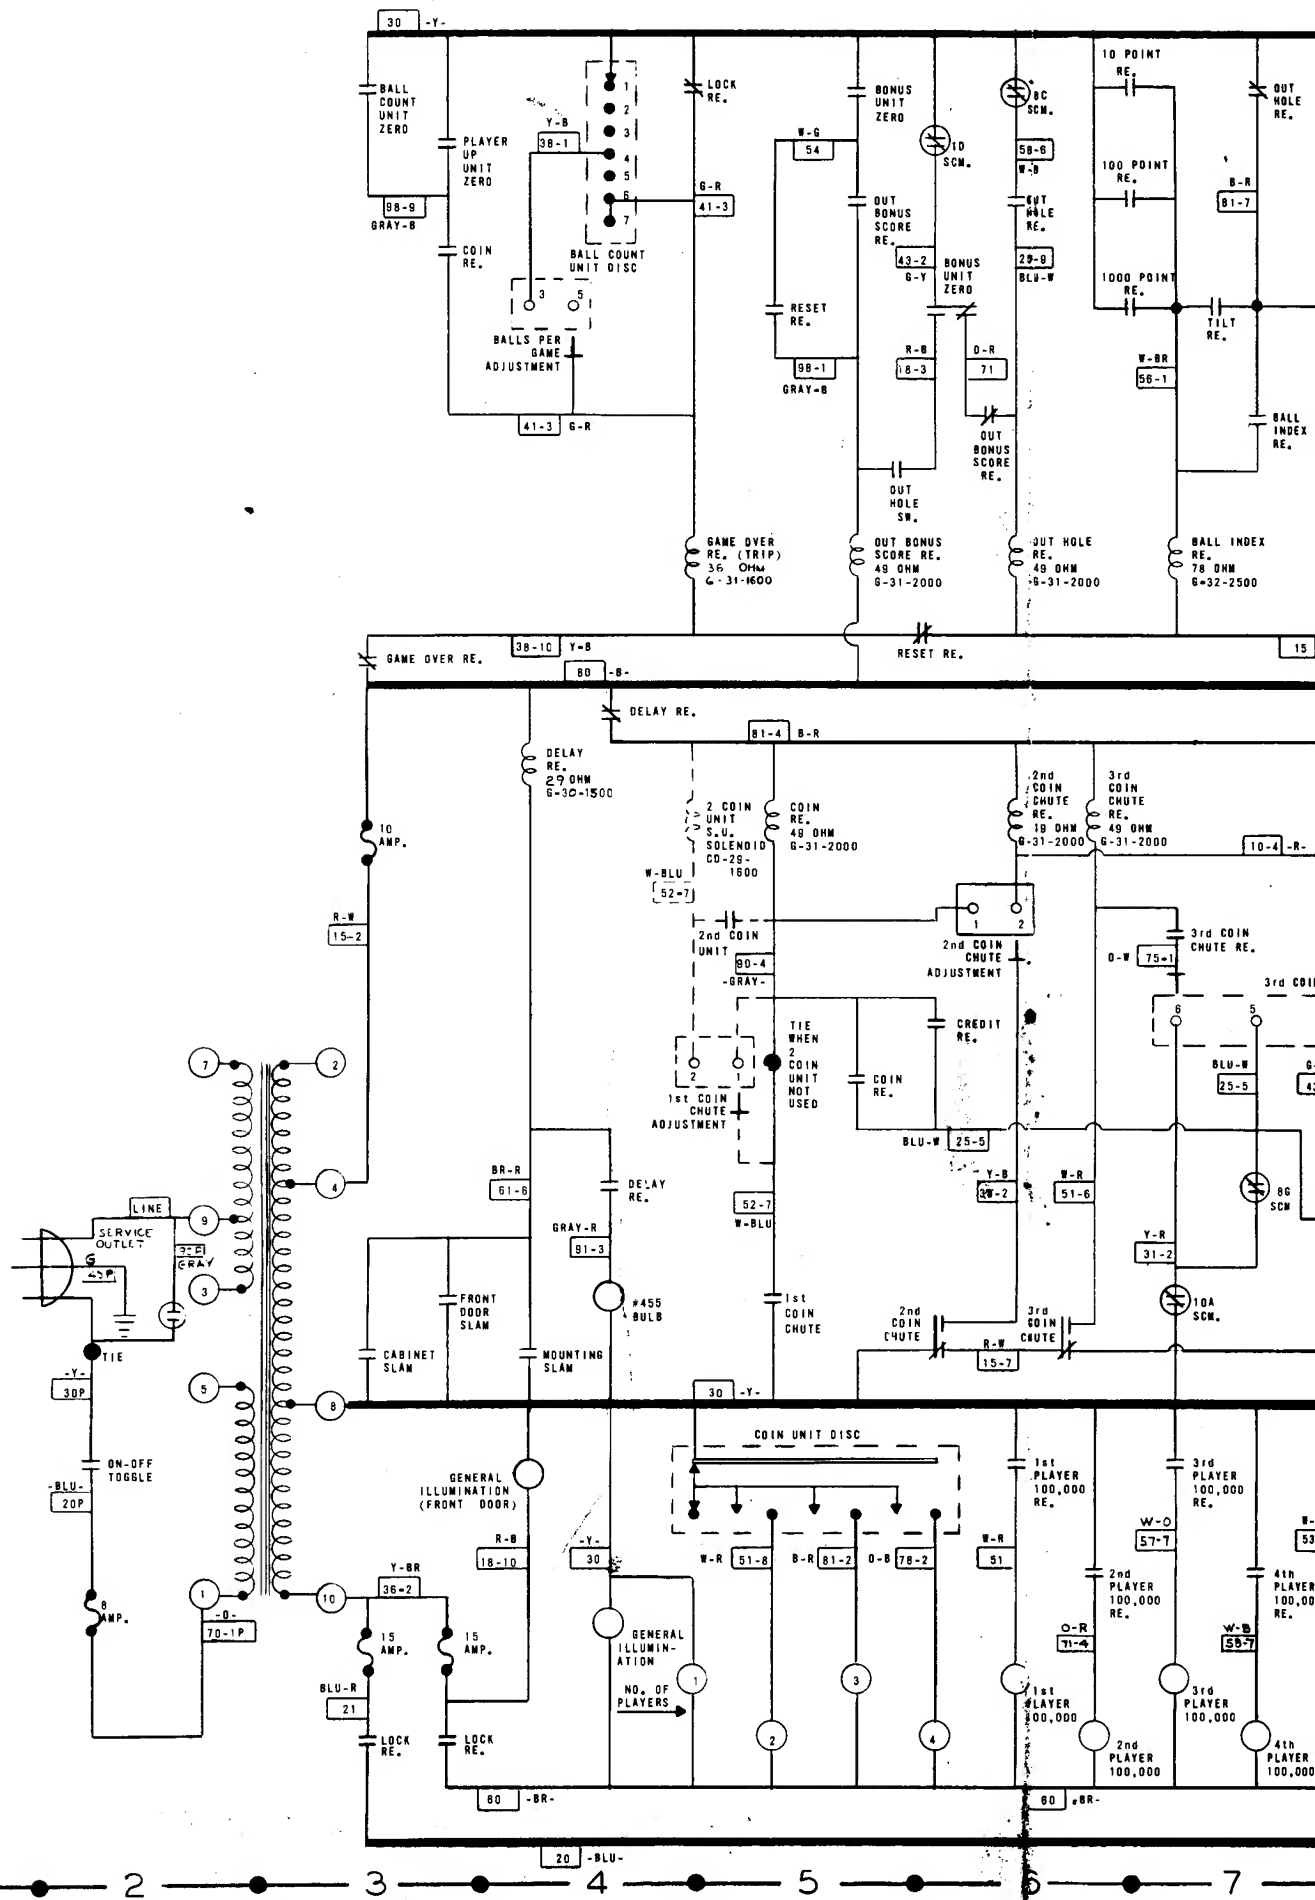 30 -Y-
BALL
COUNT
UNIT
ZERO
PLAYER
UP
UNIT
ZERO
98-9
GRAY-B
COIN
RE.
Y-B
38-1
1
2
3
4
5
6
7
BALL COUNT
UNIT DISC
3 5
BALLS PER
GAME
ADJUSTMENT
41-3 G-R
LOCK
RE.
G-R
41-3
GAME OVER
RE. (TRIP)
36 OHM
G-31-1600
BONUS
UNIT
ZERO
W-G
54
OUT
BONUS
SCORE
RE.
RESET
RE.
98-1
GRAY-B
1D
SCM.
43-2
G-Y
BONUS
UNIT
ZERO
R-B
18-3
O-R
71
OUT
BONUS
SCORE
RE.
OUT
HOLE
SW.
OUT BONUS
SCORE RE.
49 OHM
G-31-2000
8C
SCM.
58-6
W-B
OUT
HOLE
RE.
29-9
BLU-W
OUT HOLE
RE.
49 OHM
G-31-2000
10 POINT
RE.
100 POINT
RE.
1000 POINT
RE.
W-BR
56-1
TILT
RE.
OUT
HOLE
RE.
B-R
81-7
BALL
INDEX
RE.
BALL INDEX
RE.
78 OHM
G-32-2500
GAME OVER RE.
38-10 Y-B
RESET RE.
15
80 -B-
DELAY RE.
81-4 B-R
DELAY
RE.
29 OHM
G-30-1500
10
AMP.
R-W
15-2
2 COIN
UNIT
S.U.
SOLENOID
CD-29-
1600
W-BLU
52-7
2nd COIN
UNIT
COIN
RE.
49 OHM
G-31-2000
90-4
-GRAY-
2nd
COIN
CHUTE
RE.
49 OHM
G-31-2000
3rd
COIN
CHUTE
RE.
49 OHM
G-31-2000
10-4 -R-
1 2
2nd COIN
CHUTE
ADJUSTMENT
3rd COIN
CHUTE RE.
O-W 75-1
3rd COI
6 5
2 1
1st COIN
CHUTE
ADJUSTMENT
TIE
WHEN
2
COIN
UNIT
NOT
USED
CREDIT
RE.
COIN
RE.
BLU-W 25-5
BLU-W
25-5
8G
SCM
7 2
4
9
3
5
8
1
10
LINE
SERVICE
OUTLET
G
GRAY
TIE
-Y-
30P
ON-OFF
TOGGLE
-BLU-
20P
8
AMP.
-O-
70-1P
BR-R
61-6
DELAY
RE.
GRAY-R
91-3
#455
BULB
FRONT
DOOR
SLAM
CABINET
SLAM
MOUNTING
SLAM
52-7
W-BLU
1st
COIN
CHUTE
Y-B
W-R
51-6
2nd
COIN
CHUTE
R-W
15-7
3rd
COIN
CHUTE
Y-R
31-2
10A
SCM.
30 -Y-
COIN UNIT DISC
GENERAL
ILLUMINATION
(FRONT DOOR)
R-B
18-10
-Y-
30
W-R 51-8
B-R 81-2
O-B 78-2
W-R
51
1st
PLAYER
100,000
RE.
2nd
PLAYER
100,000
RE.
O-R
71-4
3rd
PLAYER
100,000
RE.
W-O
57-7
4th
PLAYER
100,00
RE.
W-B
58-7
Y-BR
36-2
15
AMP.
15
AMP.
BLU-R
21
LOCK
RE.
LOCK
RE.
GENERAL
ILLUMIN-
ATION
NO. OF
PLAYERS
1
2
3
4
1st
PLAYER
100,000
2nd
PLAYER
100,000
3rd
PLAYER
100,000
4th
PLAYER
100,000
60 -BR-
60 -BR-
20 -BLU-
2 3 4 5 6 7